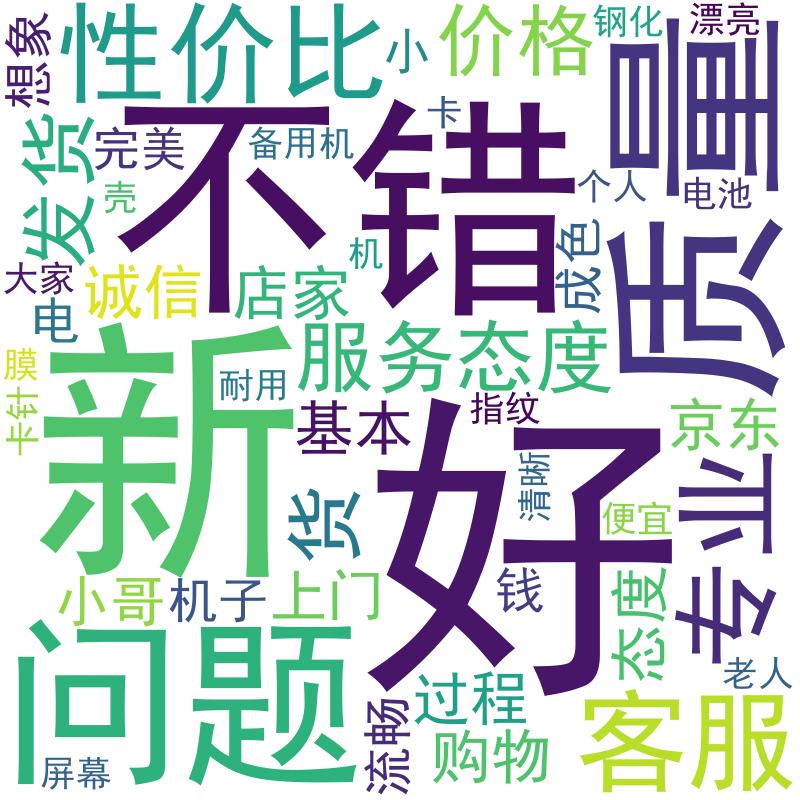 想象
性价比
小
价格
钢化
漂亮
质量
不错
卡
发货
完美
备用机
壳
个人
电池
机
成色
大家
诚信
店家
电
服务态度
新
膜
耐用
卡针
基本
指纹
京东
好
清晰
货
便宜
专业
小哥
机子
上门
钱
态度
问题
老人
过程
流畅
客服
购物
屏幕